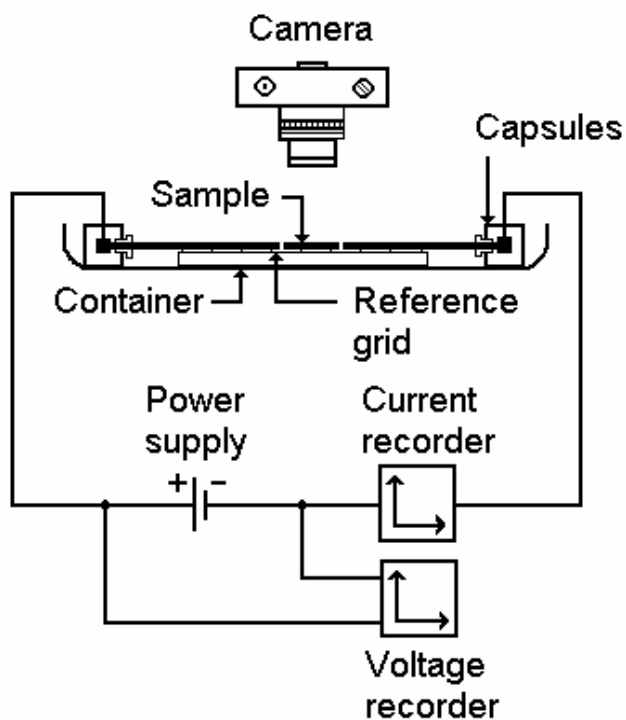 Camera
Capsules
Sample
Container
Reference
grid
Power
supply
Current
recorder
+ −
Voltage
recorder